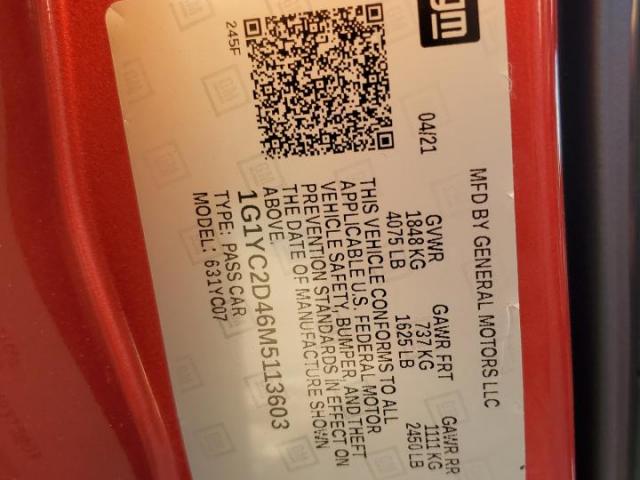 gm
MFD BY GENERAL MOTORS LLC
04/21 GVWR GAWR FRT GAWR RR
1848 KG 737 KG 1111 KG
4075 LB 1625 LB 2450 LB
THIS VEHICLE CONFORMS TO ALL
APPLICABLE U.S. FEDERAL MOTOR
VEHICLE SAFETY, BUMPER, AND THEFT
PREVENTION STANDARDS IN EFFECT ON
THE DATE OF MANUFACTURE SHOWN
ABOVE.
1G1YC2D46M5113603
TYPE: PASS CAR
MODEL: 631YC07
245F